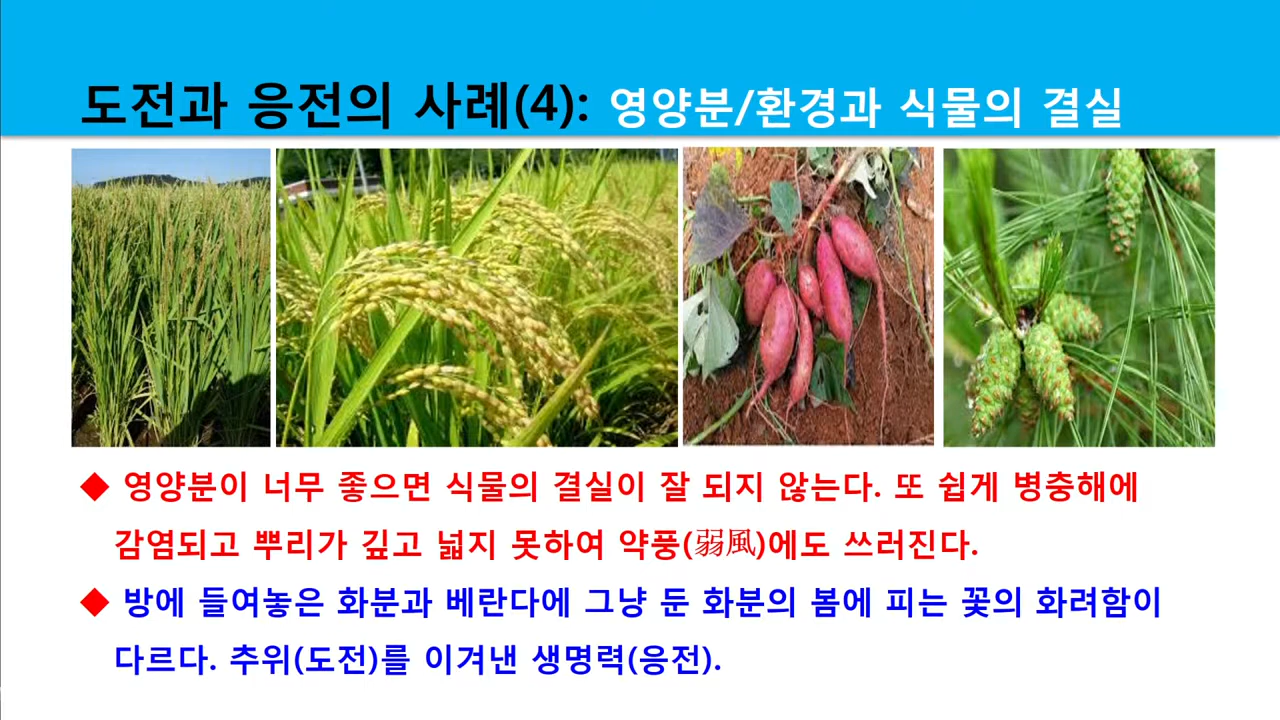 도전과 응전의 사례(4): 영양분/환경과 식물의 결실
◆ 영양분이 너무 좋으면 식물의 결실이 잘 되지 않는다. 또 쉽게 병충해에
감염되고 뿌리가 깊고 넓지 못하여 약풍(弱風)에도 쓰러진다.
◆ 방에 들여놓은 화분과 베란다에 그냥 둔 화분의 봄에 피는 꽃의 화려함이
다르다. 추위(도전)를 이겨낸 생명력(응전).